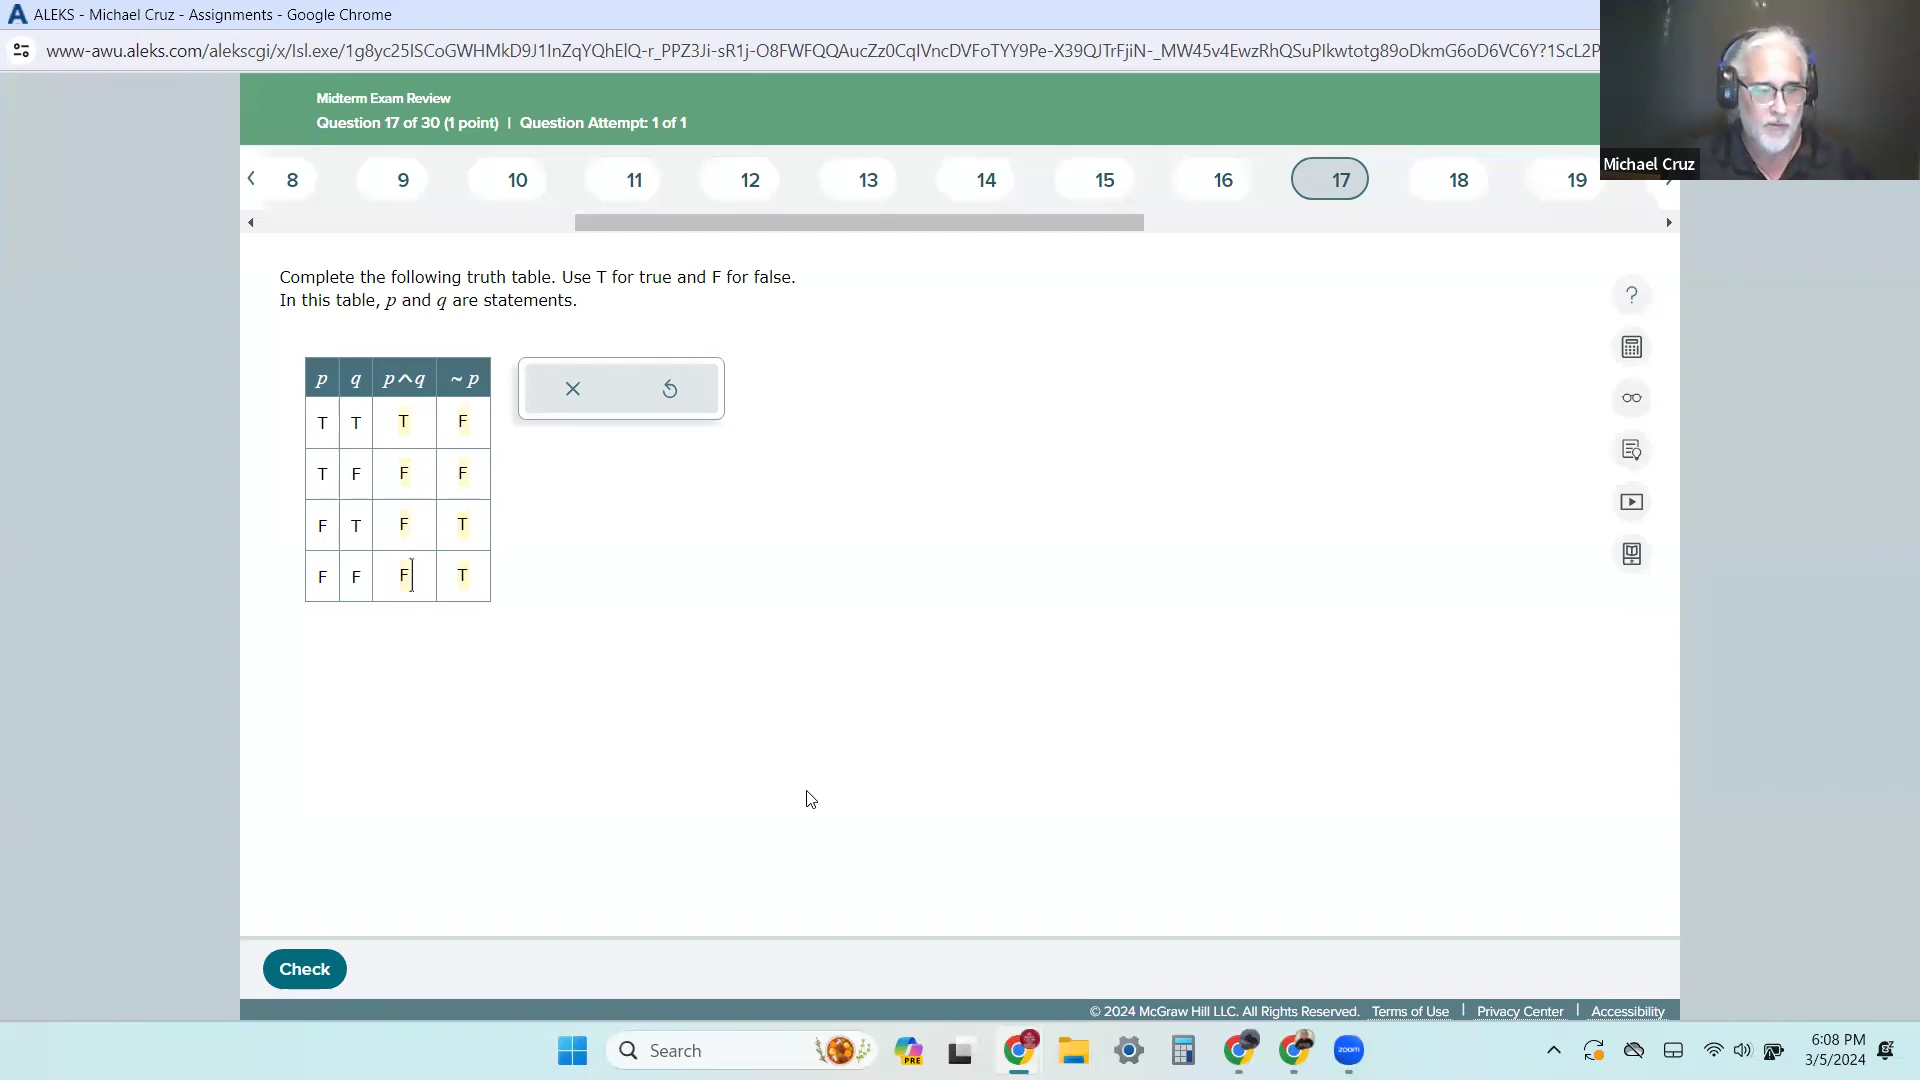 ALEKS - Michael Cruz - Assignments - Google Chrome
www-awu.aleks.com/alekscgi/x/Isl.exe/1g8yc25ISCoGWHMkD9J1InZqYQhElQ-r_PPZ3Ji-sR1j-O8FWFQQAucZz0CqIVncDVFoTYY9Pe-X39QJTrFjiN-_MW45v4EwzRhQSuPIkwtotg89oDkmG6oD6VC6Y?1ScL2P
Midterm Exam Review
Question 17 of 30 (1 point) | Question Attempt: 1 of 1
Michael Cruz
8 9 10 11 12 13 14 15 16 17 18 19
Complete the following truth table. Use T for true and F for false.
In this table, p and q are statements.
p q p^q ~p
T T T F
T F F F
F T F T
F F F T
Check
© 2024 McGraw Hill LLC. All Rights Reserved. Terms of Use | Privacy Center | Accessibility
Search
PRE
zoom
6:08 PM
3/5/2024